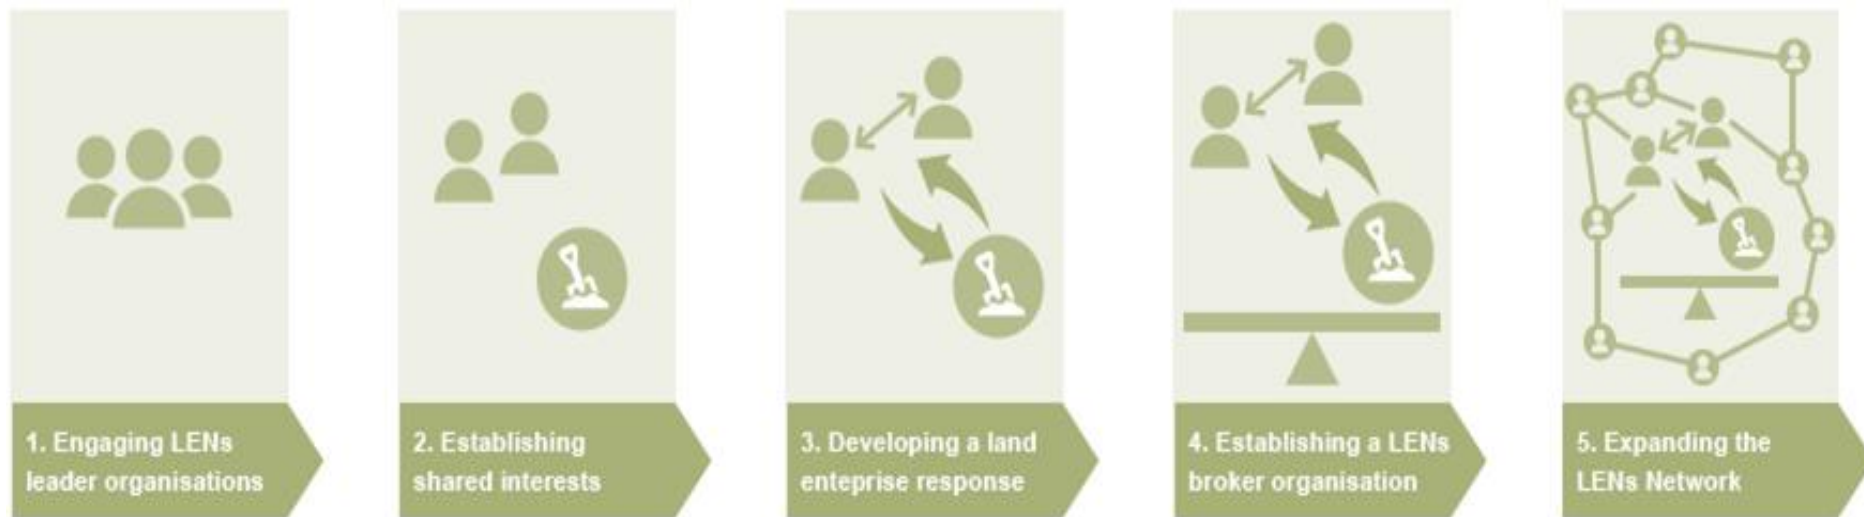 1. Engaging LENs
leader organisations
2. Establishing
shared interests
3. Developing a land
enteprise response
4. Establishing a LENs
broker organisation
5. Expanding the
LENs Network